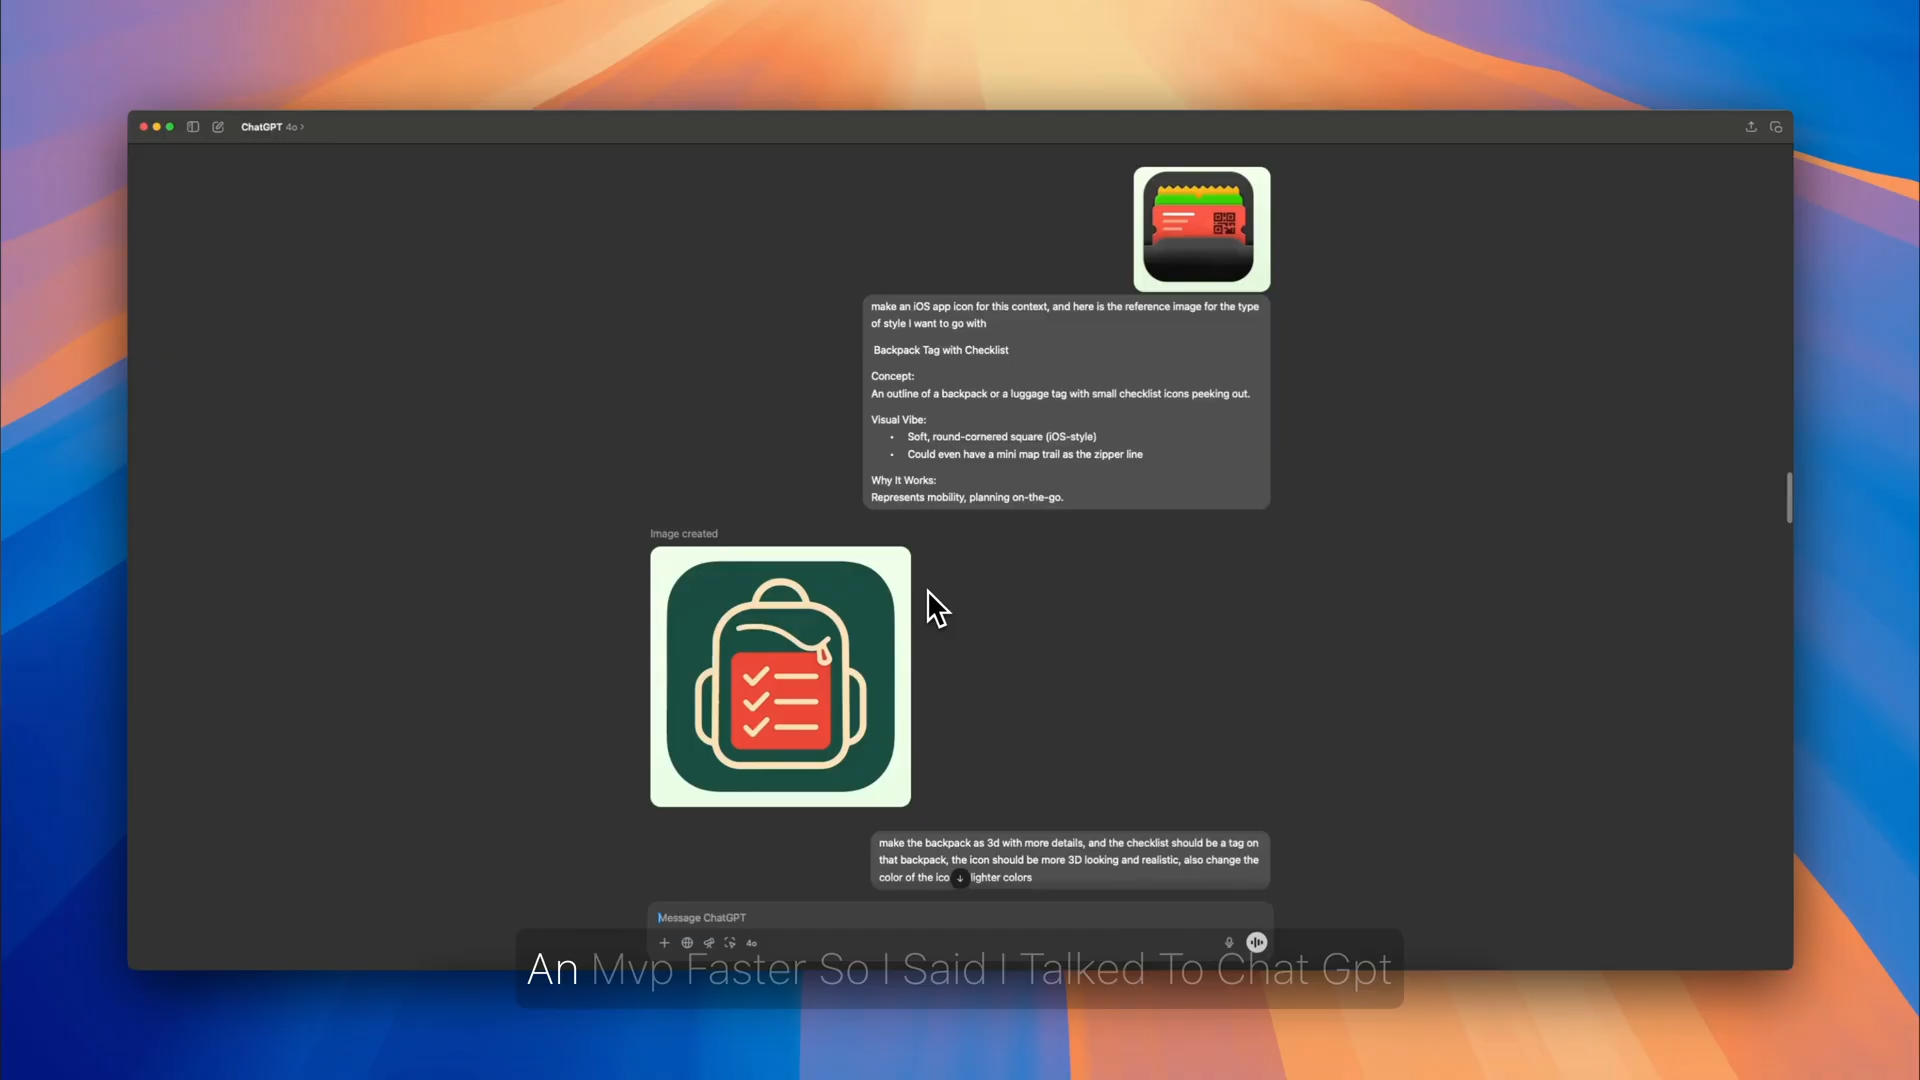 ChatGPT 4o >
make an iOS app icon for this context, and here is the reference image for the type
of style I want to go with
Backpack Tag with Checklist
Concept:
An outline of a backpack or a luggage tag with small checklist icons peeking out.
Visual Vibe:
• Soft, round-cornered square (iOS-style)
• Could even have a mini map trail as the zipper line
Why It Works:
Represents mobility, planning on-the-go.
Image created
make the backpack as 3d with more details, and the checklist should be a tag on
that backpack, the icon should be more 3D looking and realistic, also change the
color of the ico lighter colors
Message ChatGPT
4o
An Mvp Faster So I Said I Talked To Chat Gpt